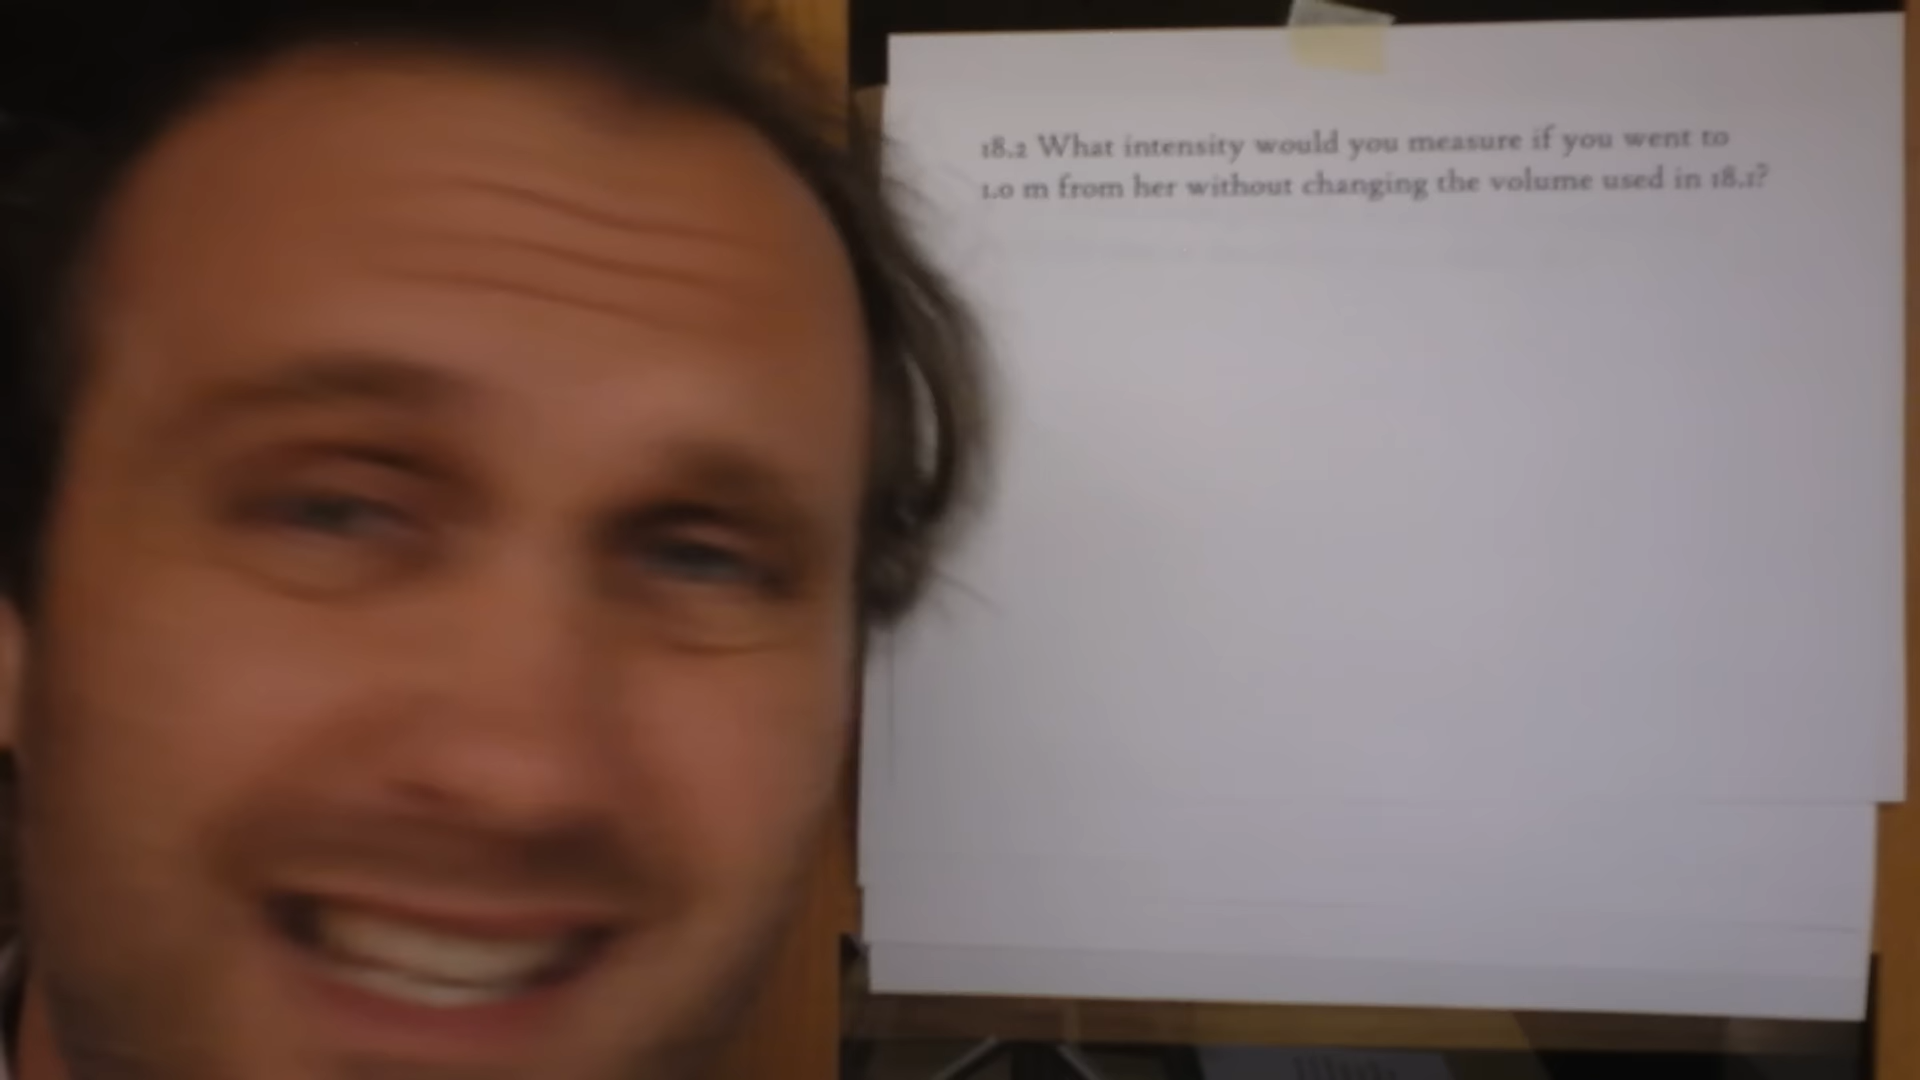 18.2 What intensity would you measure if you went to
1.0 m from her without changing the volume used in 18.1?